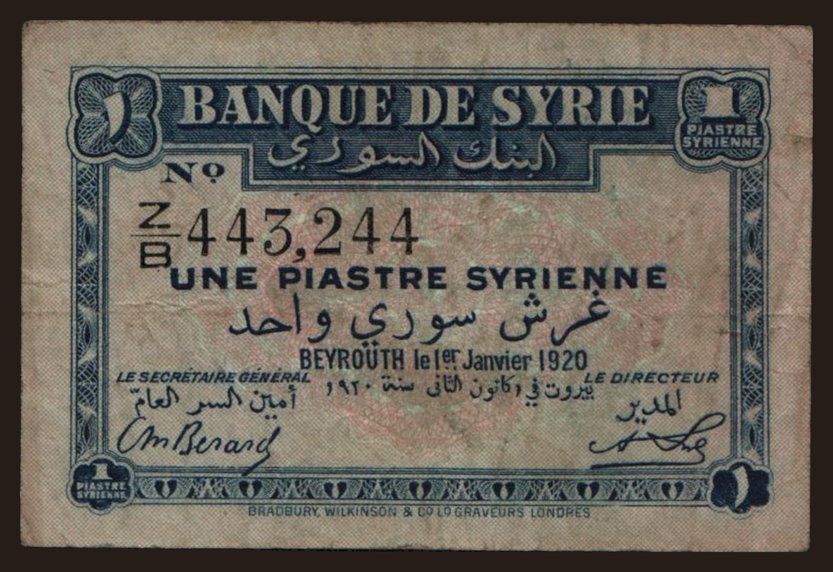 ١ BANQUE DE SYRIE 1
PIASTRE
SYRIENNE
البنك السوري
No
Z/B 443,244
UNE PIASTRE SYRIENNE
غرش سوري واحد
BEYROUTH le 1er Janvier 1920
LE SECRÉTAIRE GÉNÉRAL
LE DIRECTEUR
بيروت في ١ كانون الثاني سنة ١٩٢٠
أمين السر العام
المدير
1
PIASTRE
SYRIENNE
١
BRADBURY, WILKINSON & Co Ld GRAVEURS LONDRES